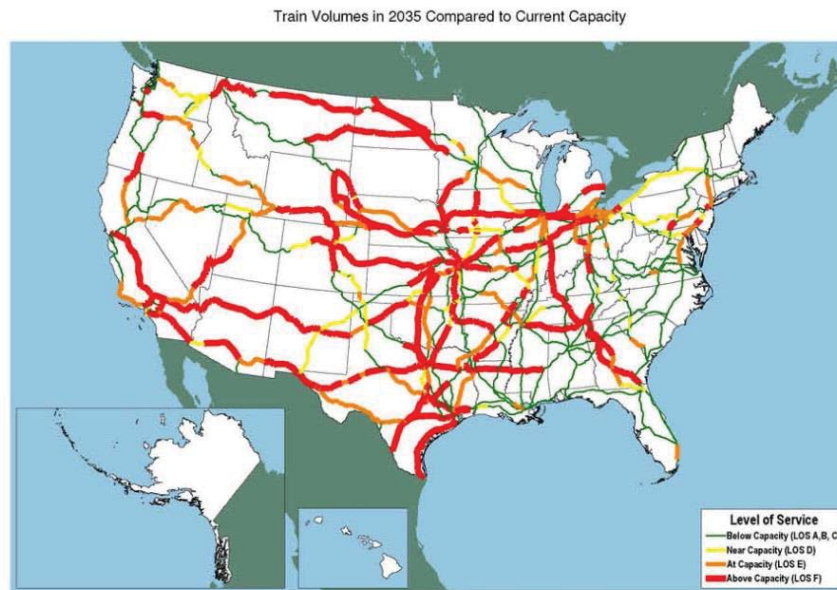 Train Volumes in 2035 Compared to Current Capacity
Level of Service
Below Capacity (LOS A,B, C
Near Capacity (LOS D)
At Capacity (LOS E)
Above Capacity (LOS F)